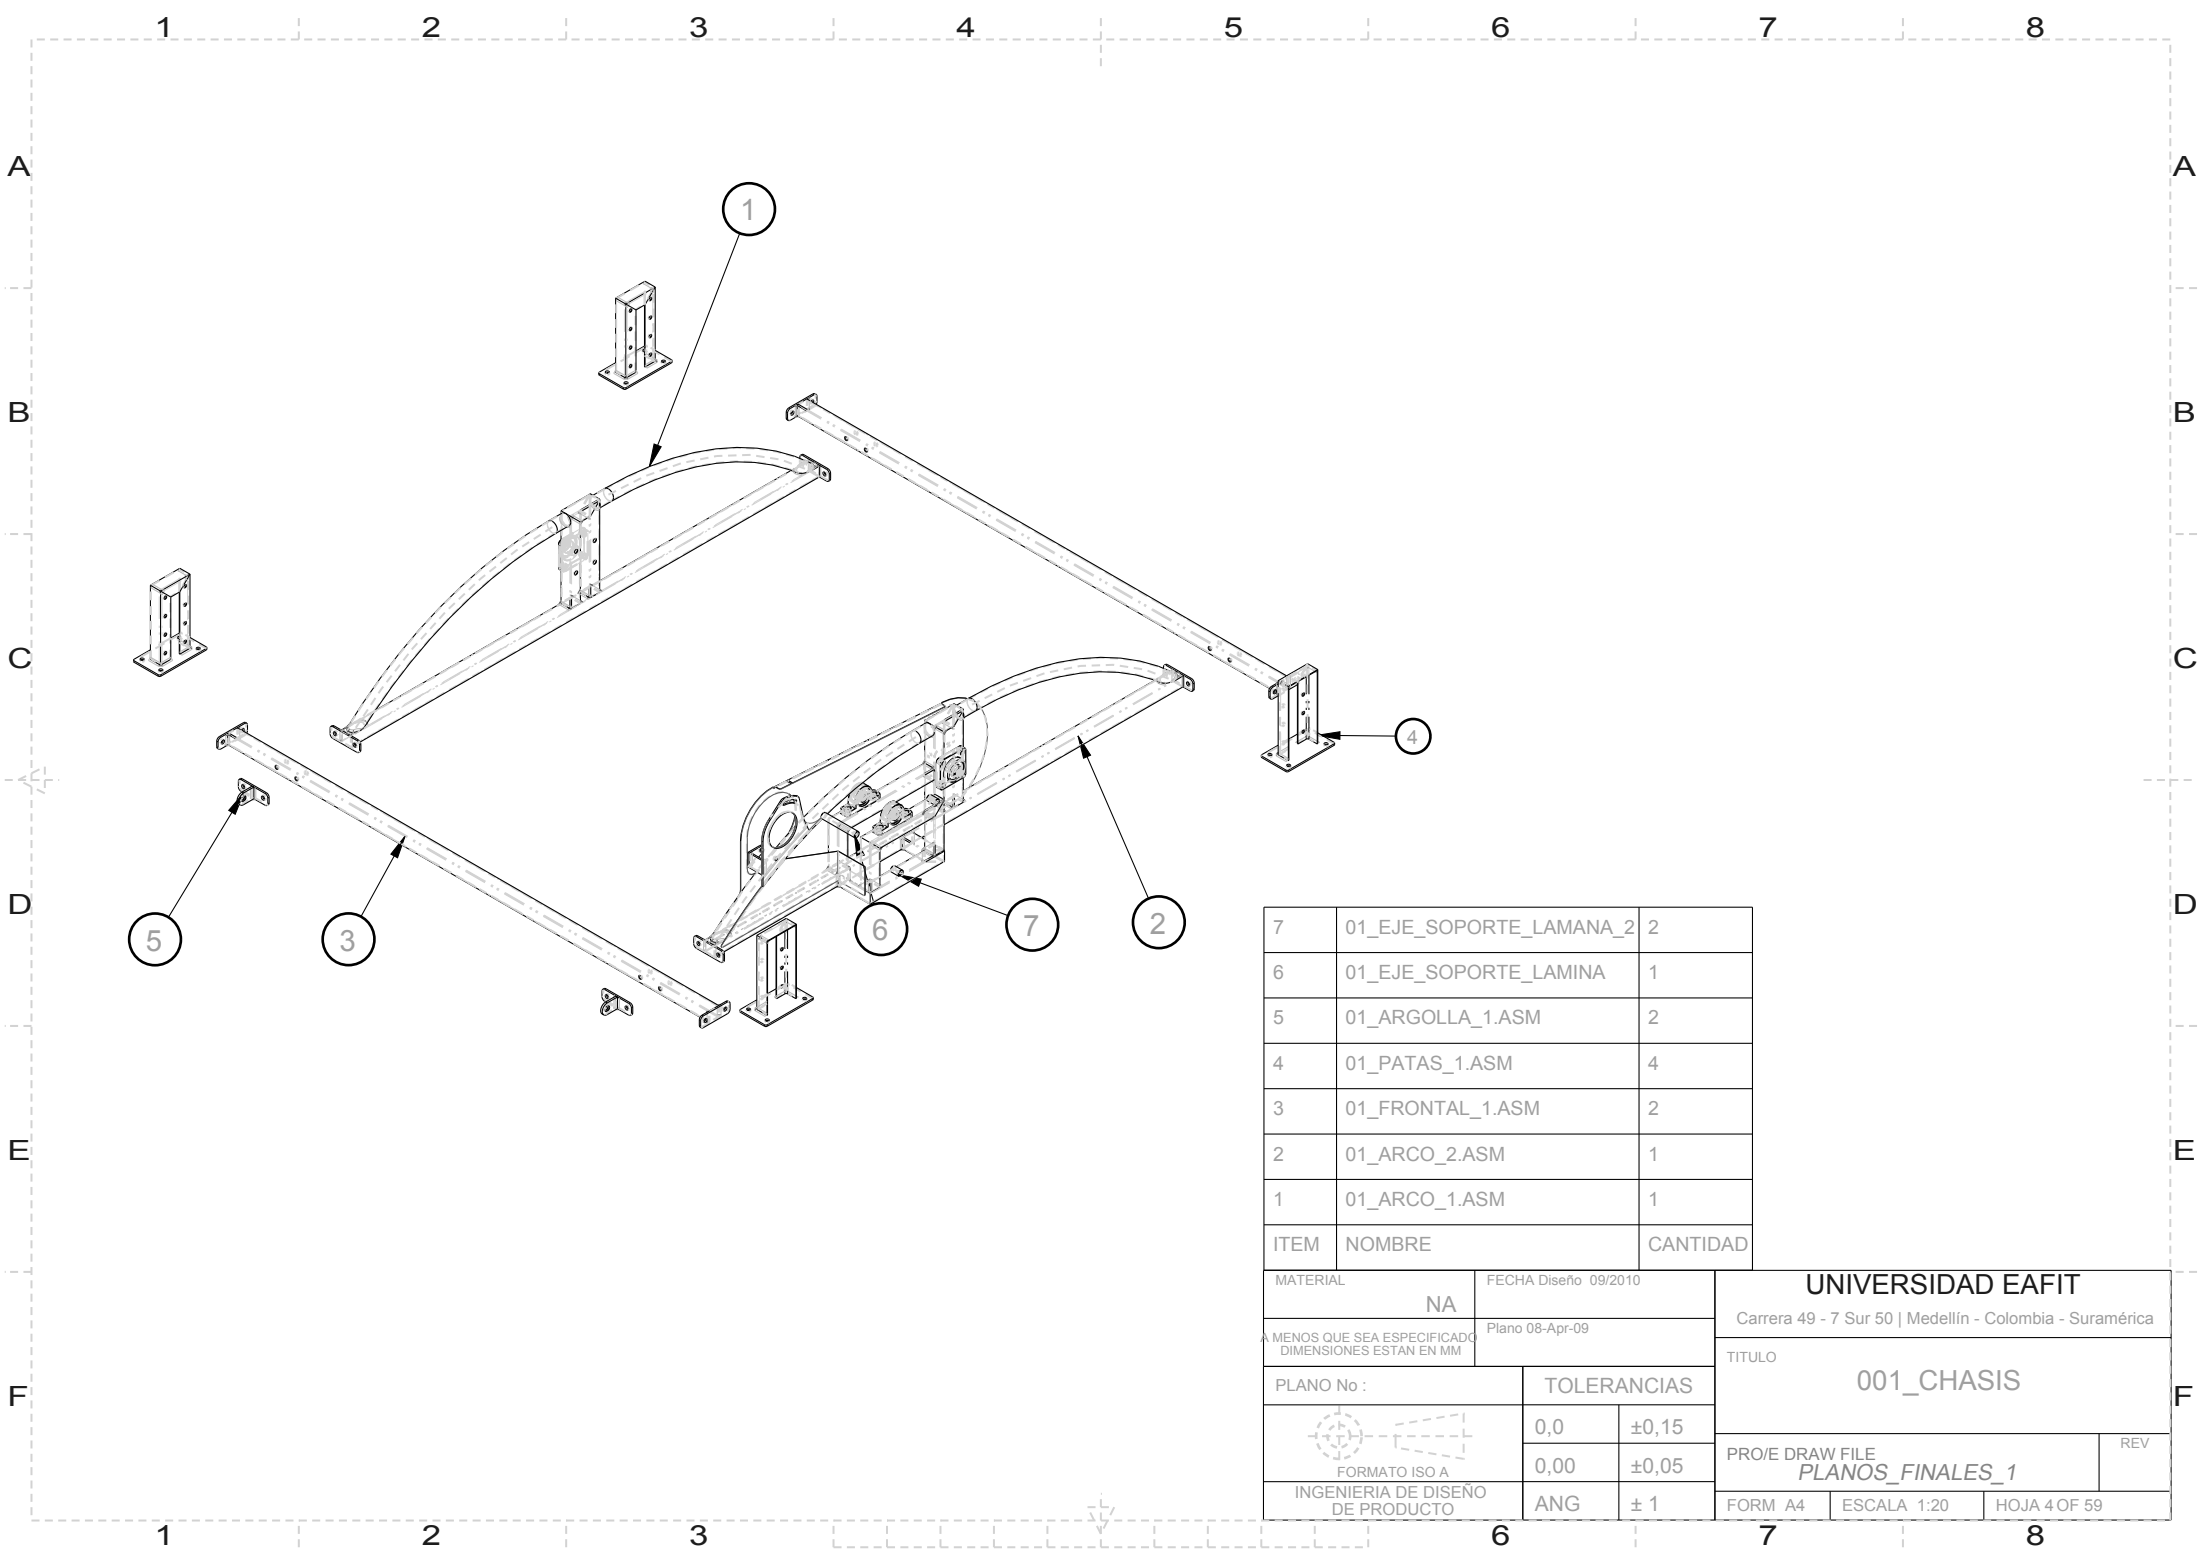 1 2 3 4 5 6 7 8
A A
1
B B
C C
4
D D
5 3 6 7 2
7 01_EJE_SOPORTE_LAMANA_2 2
6 01_EJE_SOPORTE_LAMINA 1
5 01_ARGOLLA_1.ASM 2
4 01_PATAS_1.ASM 4
3 01_FRONTAL_1.ASM 2
2 01_ARCO_2.ASM 1
1 01_ARCO_1.ASM 1
ITEM NOMBRE CANTIDAD
E E
MATERIAL
NA
FECHA Diseño 09/2010
A MENOS QUE SEA ESPECIFICADO
DIMENSIONES ESTAN EN MM
Plano 08-Apr-09
UNIVERSIDAD EAFIT
Carrera 49 - 7 Sur 50 | Medellín - Colombia - Suramérica
PLANO No :
TOLERANCIAS
0,0 ±0,15
0,00 ±0,05
ANG ± 1
FORMATO ISO A
INGENIERIA DE DISEÑO
DE PRODUCTO
TITULO
001_CHASIS
PRO/E DRAW FILE
PLANOS_FINALES_1
REV
FORM A4 ESCALA 1:20 HOJA 4 OF 59
F F
1 2 3 6 7 8